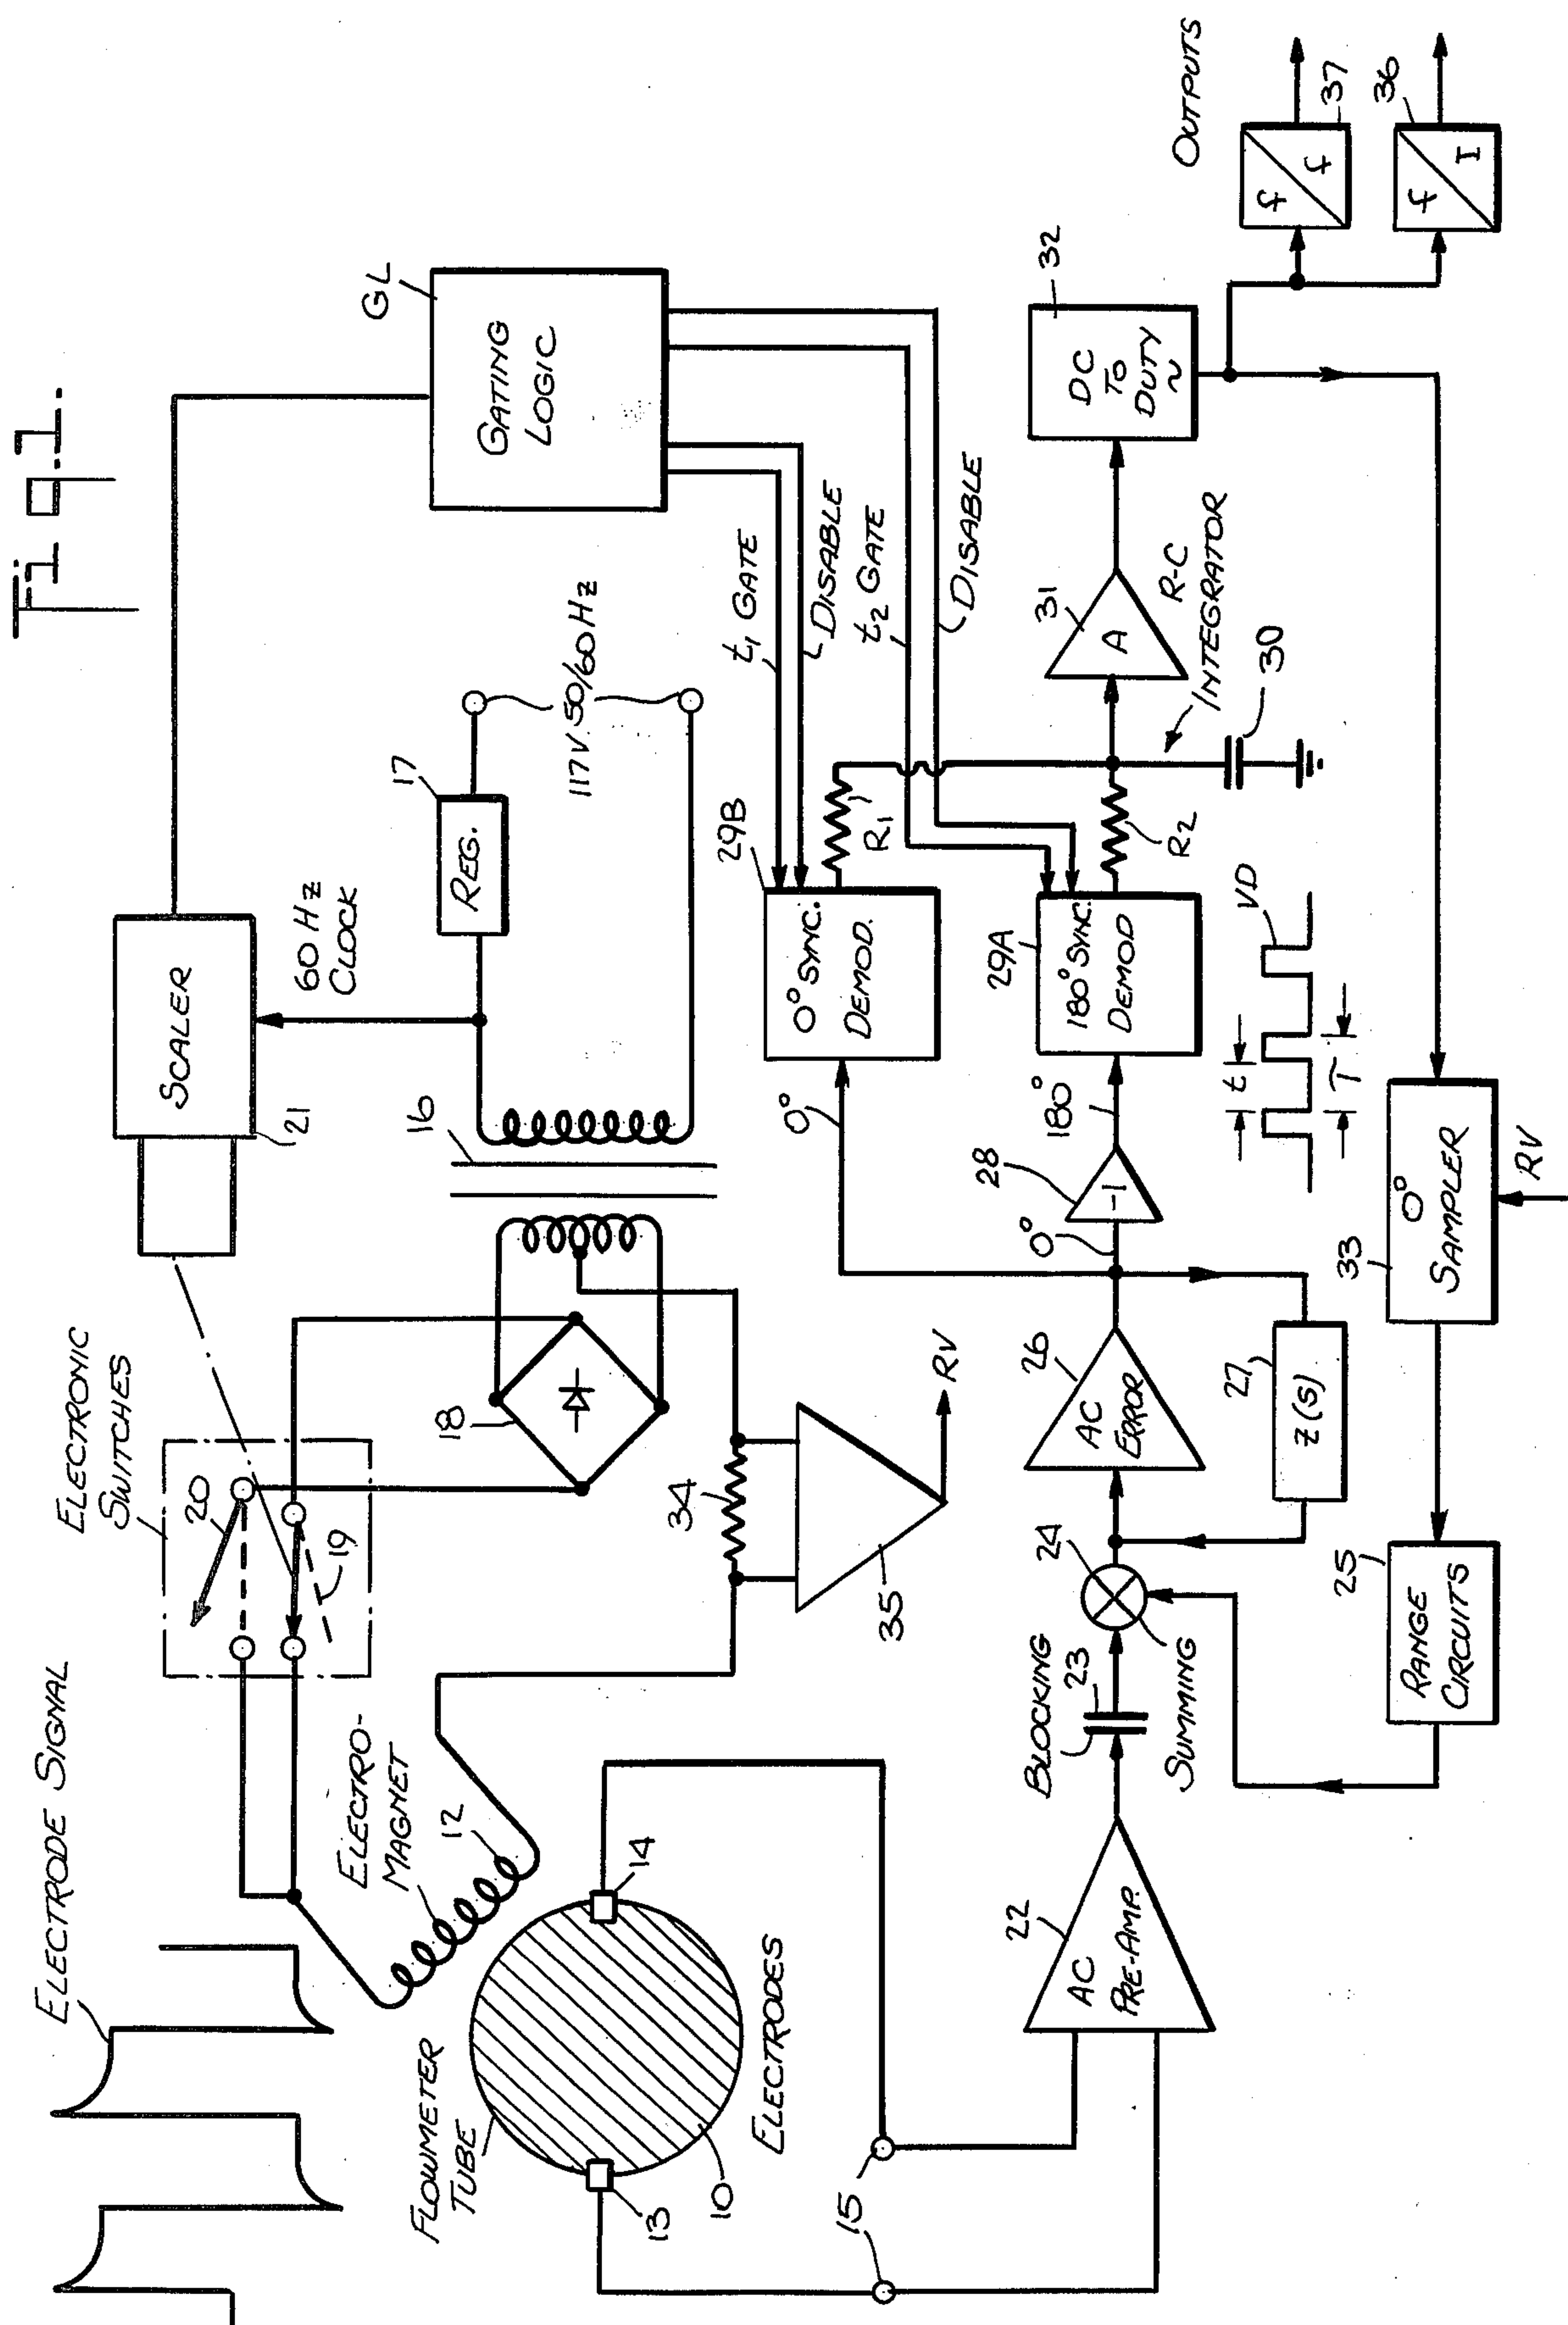 Fig. 1.
ELECTRODE SIGNAL
ELECTRONIC
SWITCHES
20
19
SCALER
21
60 Hz
CLOCK
GL
GATING
LOGIC
ELECTRO-
MAGNET
12
18
16
REG.
17
117V. 50/60Hz
FLOWMETER
TUBE
14
13
10
ELECTRODES
15
34
35
RV
t1 GATE
DISABLE
t2 GATE
DISABLE
29B
0° SYNC.
DEMOD.
R1
0°
AC
PRE-AMP.
22
BLOCKING
23
24
SUMMING
AC
ERROR
26
27
Z(S)
0°
28
-1
180°
29A
180° SYNC.
DEMOD
R2
R-C
INTEGRATOR
30
31
A
DC
TO
DUTY
~
32
OUTPUTS
f
f
37
f
I
36
VD
t
T
RANGE
CIRCUITS
25
0°
SAMPLER
33
RV